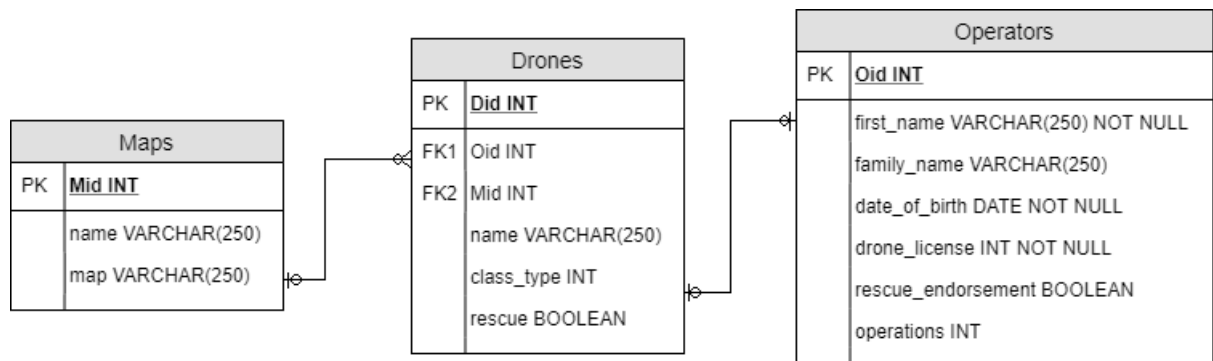 Maps
PK Mid INT
name VARCHAR(250)
map VARCHAR(250)
Drones
PK Did INT
FK1 Oid INT
FK2 Mid INT
name VARCHAR(250)
class_type INT
rescue BOOLEAN
Operators
PK Oid INT
first_name VARCHAR(250) NOT NULL
family_name VARCHAR(250)
date_of_birth DATE NOT NULL
drone_license INT NOT NULL
rescue_endorsement BOOLEAN
operations INT